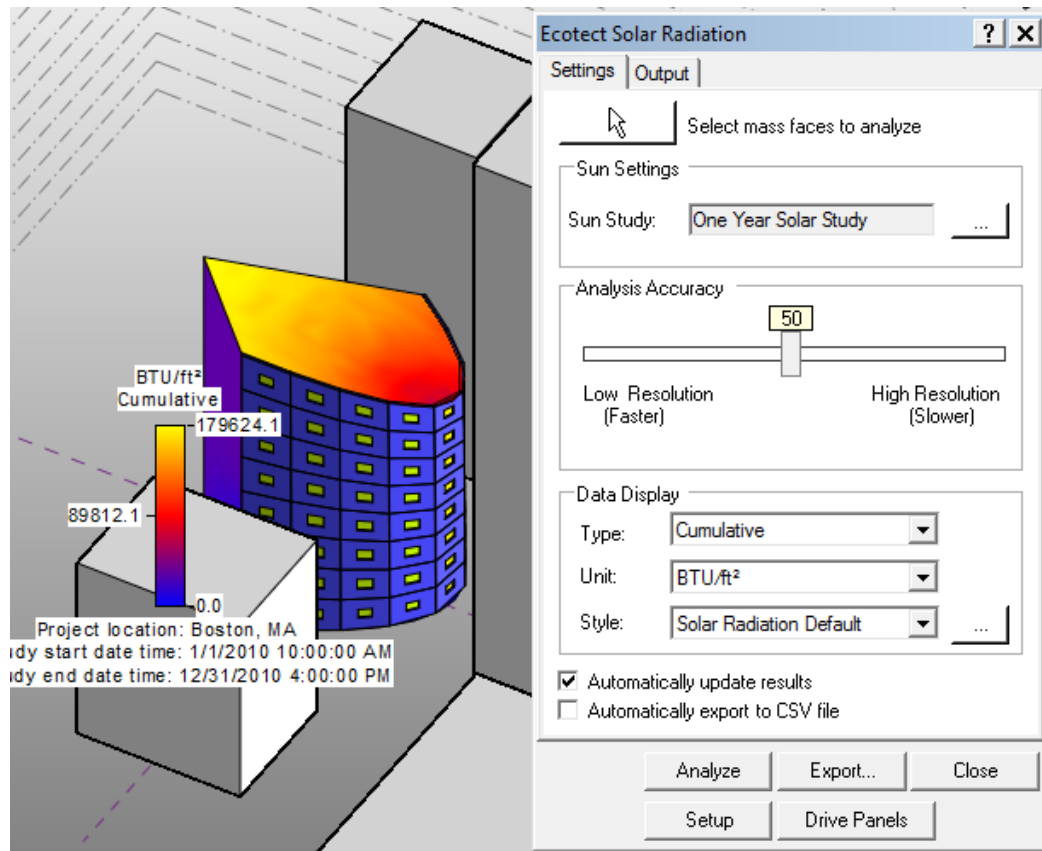 BTU/ft²
Cumulative
179624.1
89812.1
0.0
Project location: Boston, MA
udy start date time: 1/1/2010 10:00:00 AM
udy end date time: 12/31/2010 4:00:00 PM
Ecotect Solar Radiation
? X
Settings Output
Select mass faces to analyze
Sun Settings
Sun Study: One Year Solar Study ...
Analysis Accuracy
50
Low Resolution High Resolution
(Faster) (Slower)
Data Display
Type: Cumulative
Unit: BTU/ft²
Style: Solar Radiation Default ...
Automatically update results
Automatically export to CSV file
Analyze Export... Close
Setup Drive Panels